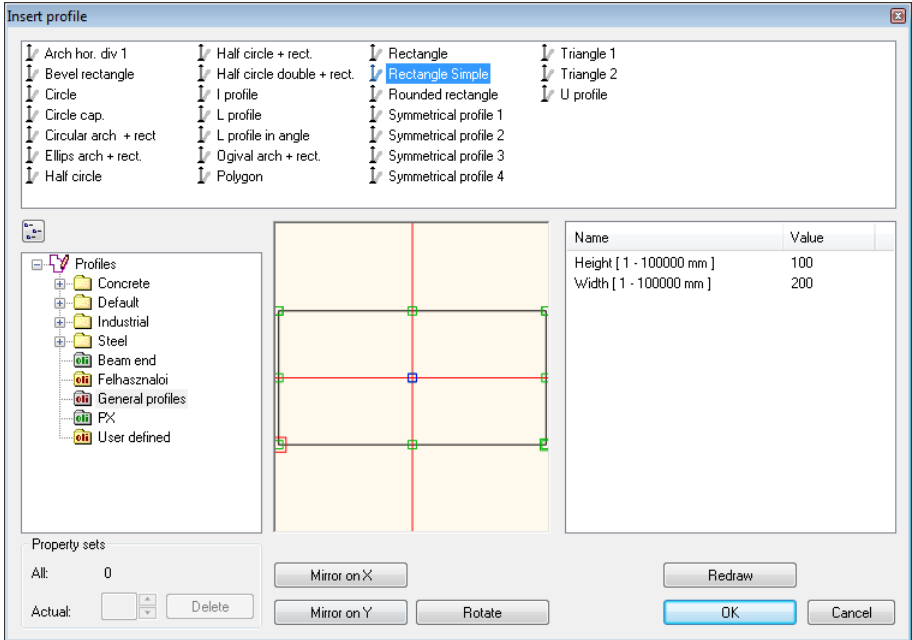 Insert profile
Arch hor. div 1
Bevel rectangle
Circle
Circle cap.
Circular arch + rect
Ellips arch + rect.
Half circle
Half circle + rect.
Half circle double + rect.
I profile
L profile
L profile in angle
Ogival arch + rect.
Polygon
Rectangle
Rectangle Simple
Rounded rectangle
Symmetrical profile 1
Symmetrical profile 2
Symmetrical profile 3
Symmetrical profile 4
Triangle 1
Triangle 2
U profile
Profiles
Concrete
Default
Industrial
Steel
oli Beam end
oli Felhasznaloi
oli General profiles
oli PX
oli User defined
Name Value
Height [ 1 - 100000 mm ] 100
Width [ 1 - 100000 mm ] 200
Property sets
All: 0
Actual:
Delete
Mirror on X
Mirror on Y
Rotate
Redraw
OK
Cancel